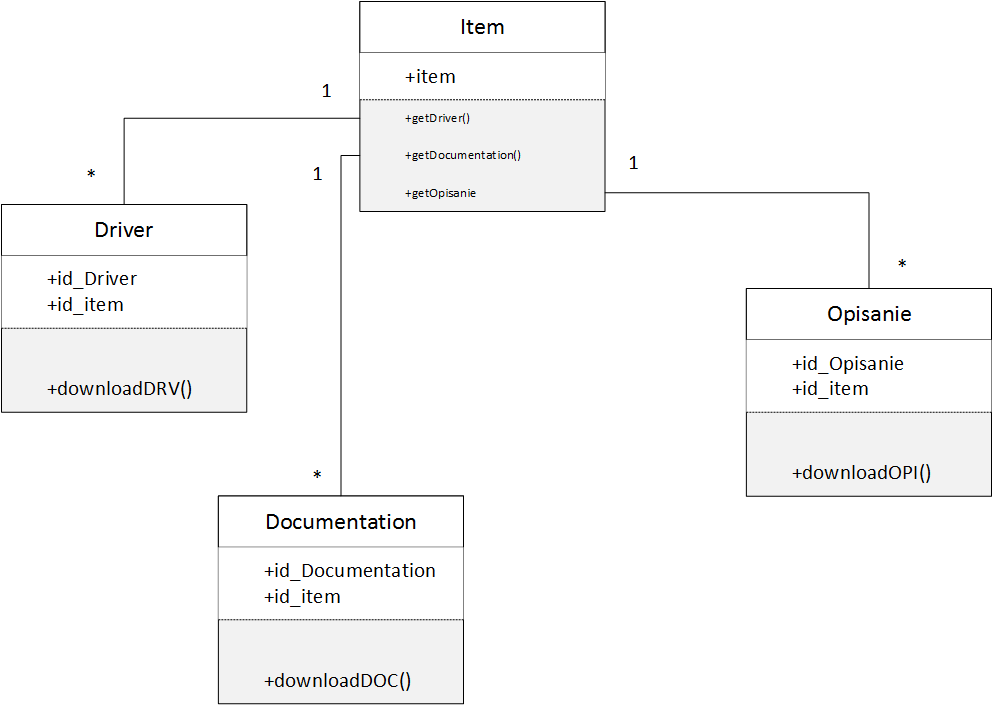 Item
+item
+getDriver()
+getDocumentation()
+getOpisanie
1
*
1
*
1
*
Driver
+id_Driver
+id_item
+downloadDRV()
Opisanie
+id_Opisanie
+id_item
+downloadOPI()
Documentation
+id_Documentation
+id_item
+downloadDOC()